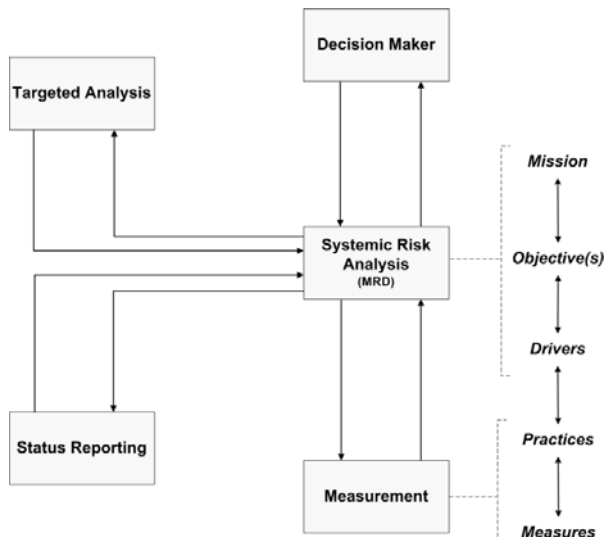 Decision Maker
Targeted Analysis
Mission
Systemic Risk
Analysis
(MRD)
Objective(s)
Drivers
Status Reporting
Practices
Measurement
Measures